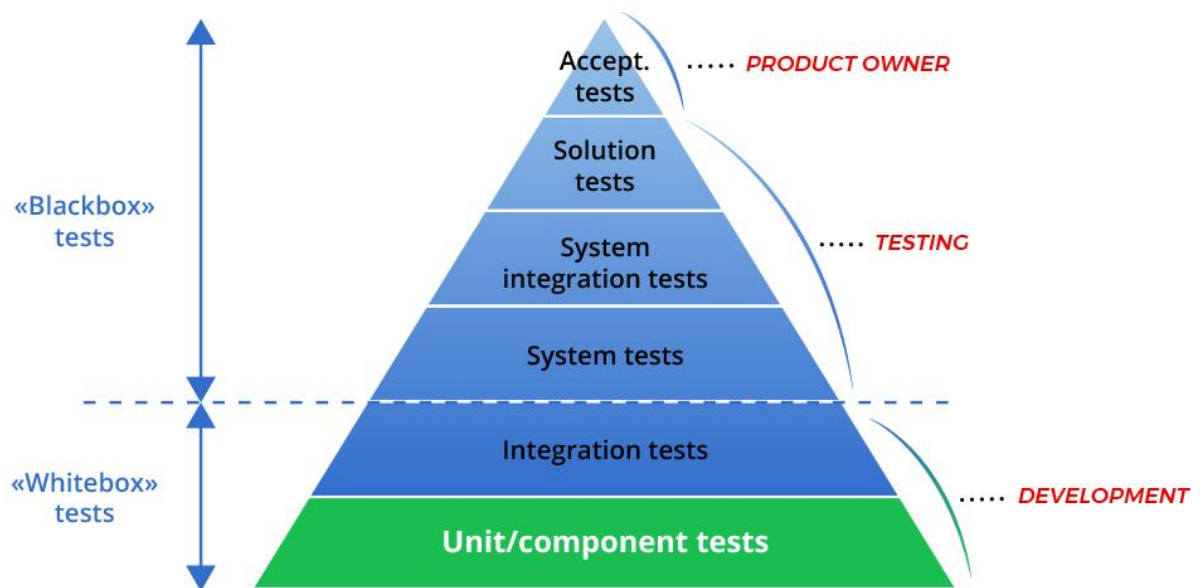 Accept.
tests
PRODUCT OWNER
Solution
tests
«Blackbox»
tests
System
integration tests
TESTING
System tests
Integration tests
«Whitebox»
tests
DEVELOPMENT
Unit/component tests